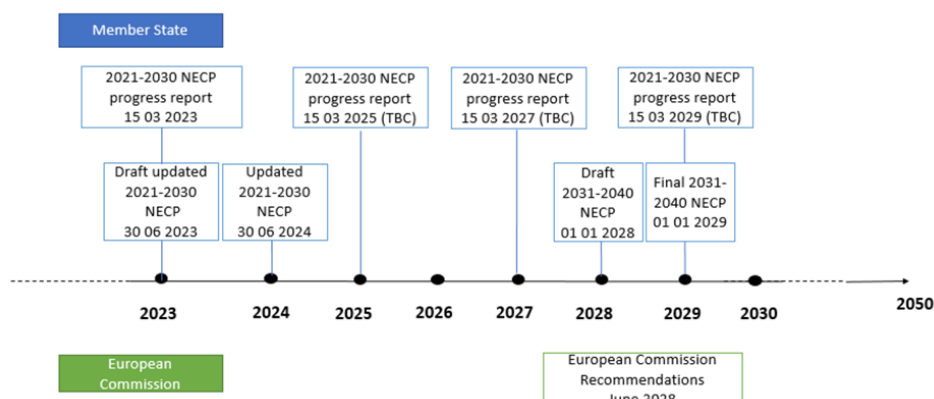 Member State
2021-2030 NECP
progress report
15 03 2023
2021-2030 NECP
progress report
15 03 2025 (TBC)
2021-2030 NECP
progress report
15 03 2027 (TBC)
2021-2030 NECP
progress report
15 03 2029 (TBC)
Draft updated
2021-2030
NECP
30 06 2023
Updated
2021-2030
NECP
30 06 2024
Draft
2031-2040
NECP
01 01 2028
Final 2031-
2040 NECP
01 01 2029
2023
2024
2025
2026
2027
2028
2029
2030
2050
European
Commission
European Commission
Recommendations
June 2028